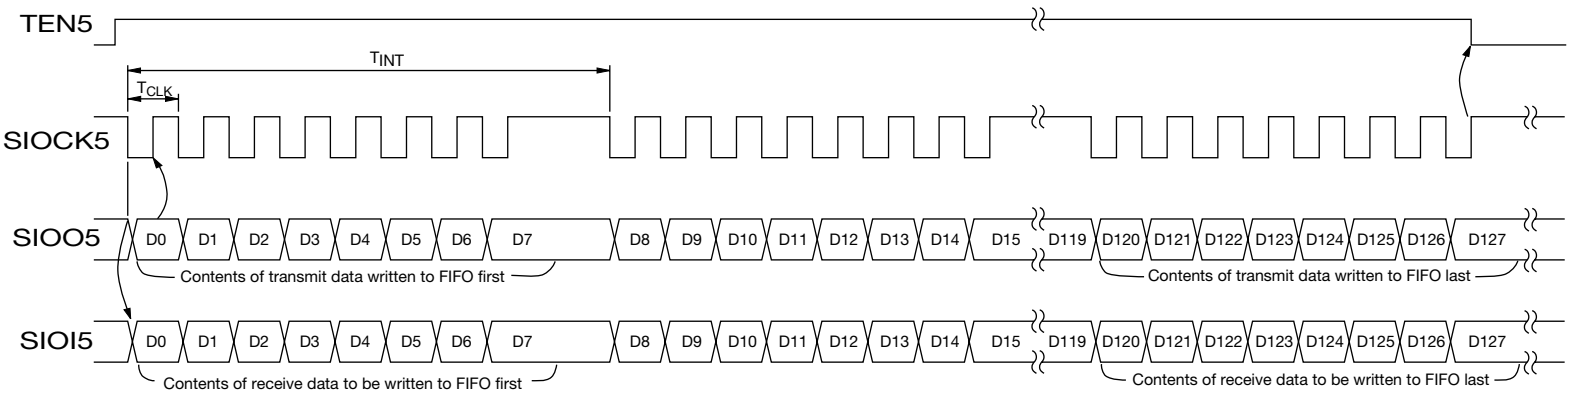 TEN5
TINT
TCLK
SIOCK5
SIOO5 D0 D1 D2 D3 D4 D5 D6 D7 D8 D9 D10 D11 D12 D13 D14 D15 D119 D120 D121 D122 D123 D124 D125 D126 D127
Contents of transmit data written to FIFO first Contents of transmit data written to FIFO last
SIOI5 D0 D1 D2 D3 D4 D5 D6 D7 D8 D9 D10 D11 D12 D13 D14 D15 D119 D120 D121 D122 D123 D124 D125 D126 D127
Contents of receive data to be written to FIFO first Contents of receive data to be written to FIFO last